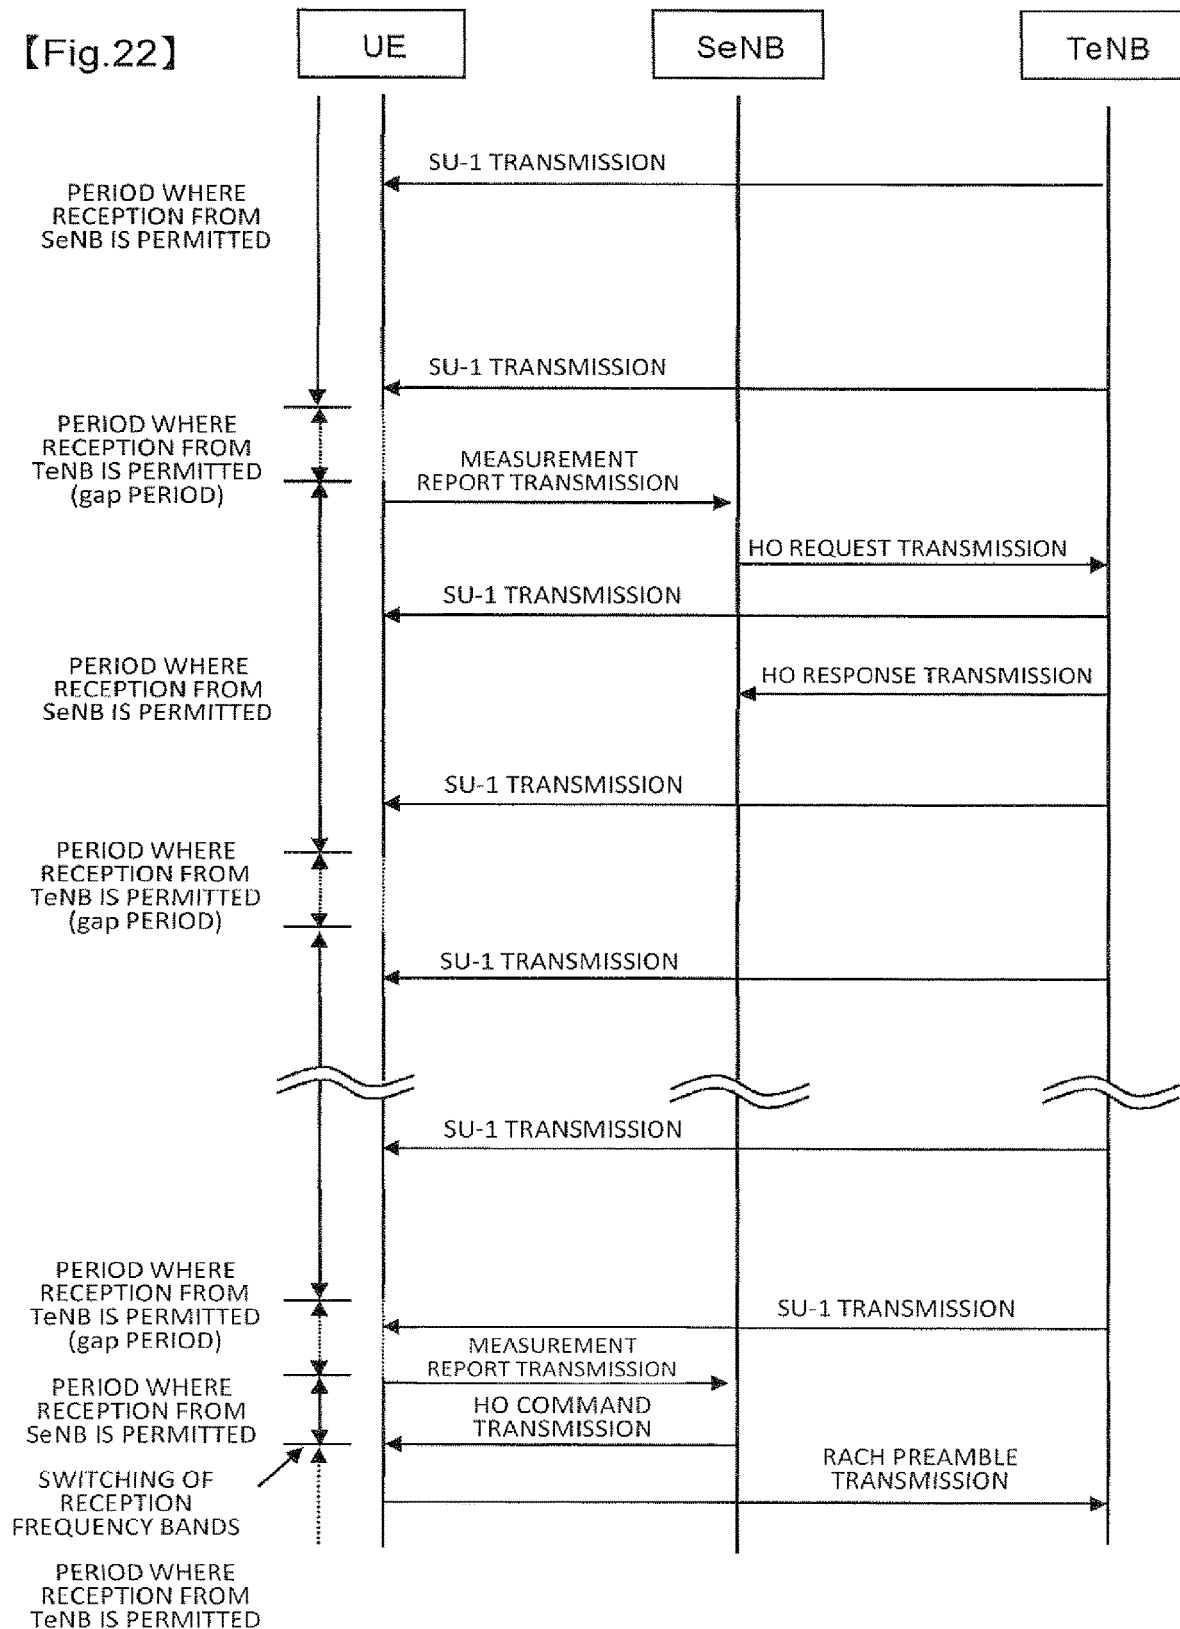 【Fig.22】
UE
SeNB
TeNB
SU-1 TRANSMISSION
PERIOD WHERE
RECEPTION FROM
SeNB IS PERMITTED
SU-1 TRANSMISSION
PERIOD WHERE
RECEPTION FROM
TeNB IS PERMITTED
(gap PERIOD)
MEASUREMENT
REPORT TRANSMISSION
HO REQUEST TRANSMISSION
SU-1 TRANSMISSION
PERIOD WHERE
RECEPTION FROM
SeNB IS PERMITTED
HO RESPONSE TRANSMISSION
SU-1 TRANSMISSION
PERIOD WHERE
RECEPTION FROM
TeNB IS PERMITTED
(gap PERIOD)
SU-1 TRANSMISSION
SU-1 TRANSMISSION
PERIOD WHERE
RECEPTION FROM
TeNB IS PERMITTED
(gap PERIOD)
SU-1 TRANSMISSION
MEASUREMENT
REPORT TRANSMISSION
PERIOD WHERE
RECEPTION FROM
SeNB IS PERMITTED
HO COMMAND
TRANSMISSION
RACH PREAMBLE
TRANSMISSION
SWITCHING OF
RECEPTION
FREQUENCY BANDS
PERIOD WHERE
RECEPTION FROM
TeNB IS PERMITTED